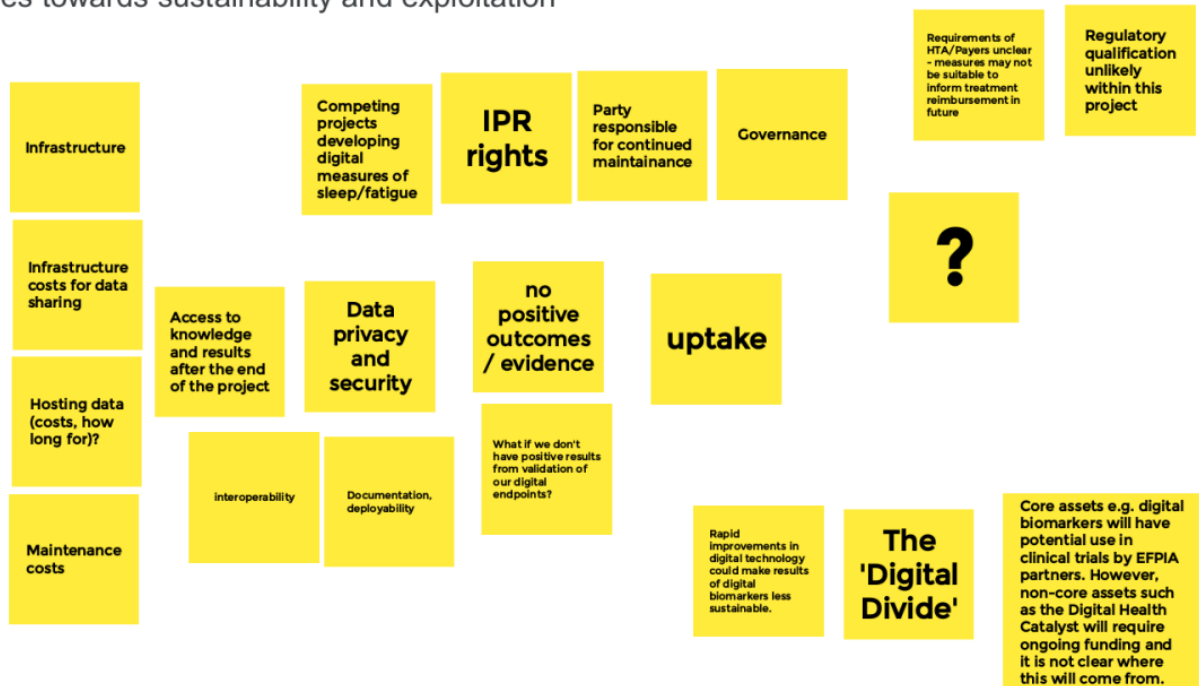 es towards sustainability and exploitation
Requirements of
HTA/Payers unclear
- measures may not
be suitable to
inform treatment
reimbursement in
future
Regulatory
qualification
unlikely
within this
project
Infrastructure
Competing
projects
developing
digital
measures of
sleep/fatigue
IPR
rights
Party
responsible
for continued
maintainance
Governance
?
Infrastructure
costs for data
sharing
Access to
knowledge
and results
after the end
of the project
Data
privacy
and
security
no
positive
outcomes
/ evidence
uptake
Hosting data
(costs, how
long for)?
interoperability
Documentation,
deployability
What if we don't
have positive results
from validation of
our digital
endpoints?
Maintenance
costs
Rapid
improvements in
digital technology
could make results
of digital
biomarkers less
sustainable.
The
'Digital
Divide'
Core assets e.g. digital
biomarkers will have
potential use in
clinical trials by EFPIA
partners. However,
non-core assets such
as the Digital Health
Catalyst will require
ongoing funding and
it is not clear where
this will come from.